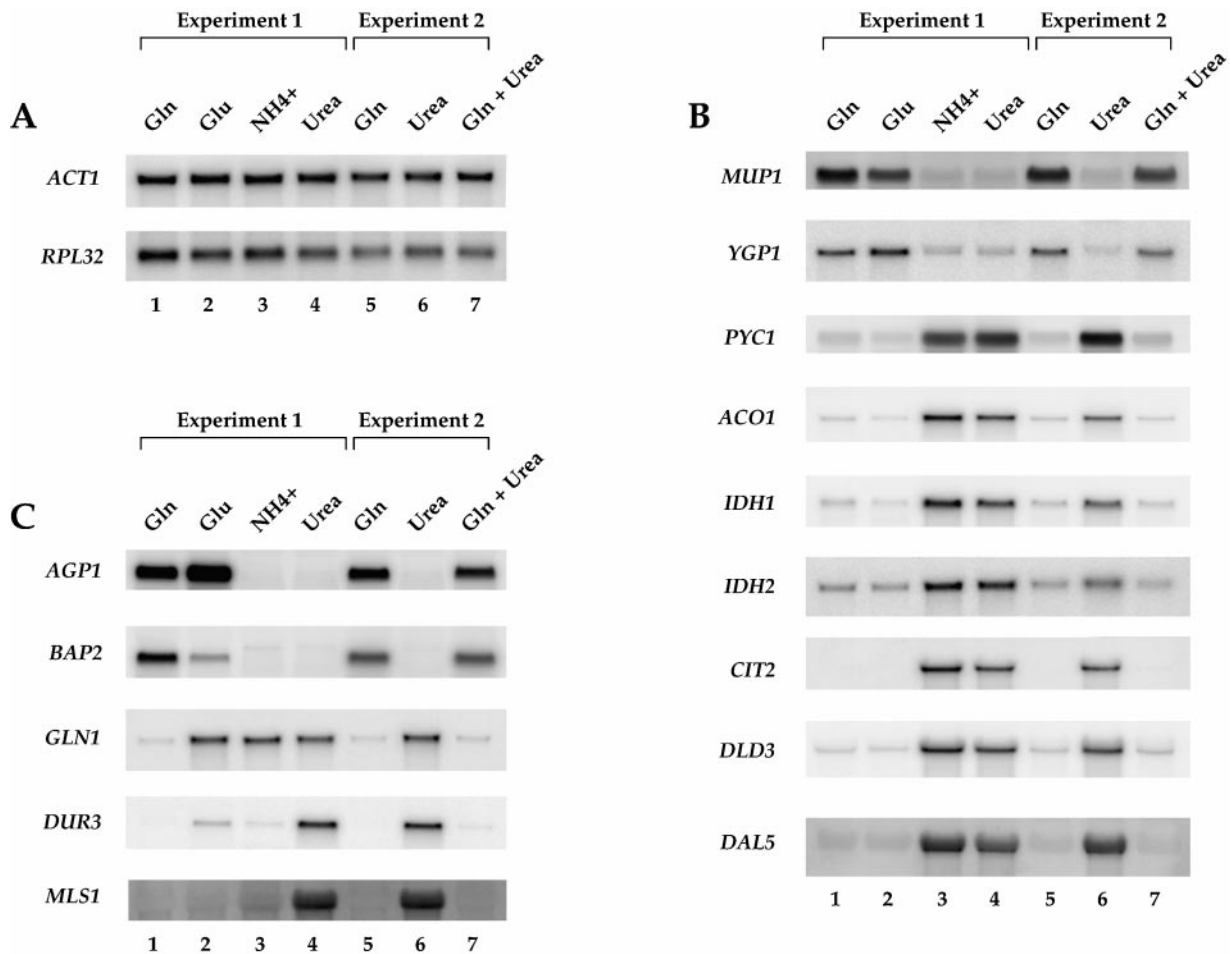 Experiment 1 Experiment 2
A Gln Glu NH4+ Urea Gln Urea Gln + Urea
ACT1
RPL32
1 2 3 4 5 6 7
Experiment 1 Experiment 2
B Gln Glu NH4+ Urea Gln Urea Gln + Urea
MUP1
YGP1
PYC1
ACO1
IDH1
IDH2
CIT2
DLD3
DAL5
1 2 3 4 5 6 7
Experiment 1 Experiment 2
C Gln Glu NH4+ Urea Gln Urea Gln + Urea
AGP1
BAP2
GLN1
DUR3
MLS1
1 2 3 4 5 6 7